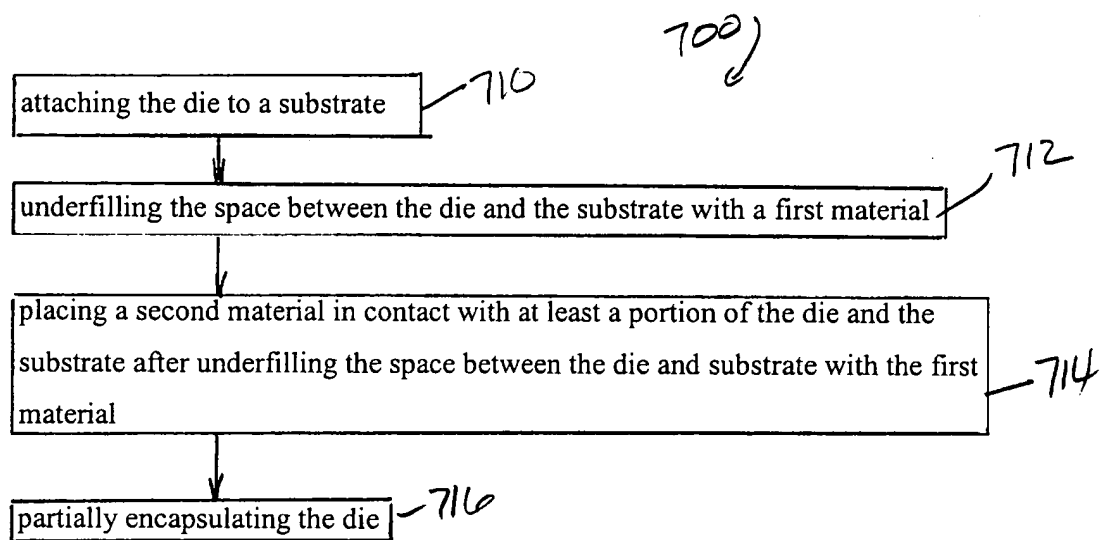 700
attaching the die to a substrate
710
underfilling the space between the die and the substrate with a first material
712
placing a second material in contact with at least a portion of the die and the
substrate after underfilling the space between the die and substrate with the first
material
714
partially encapsulating the die
716